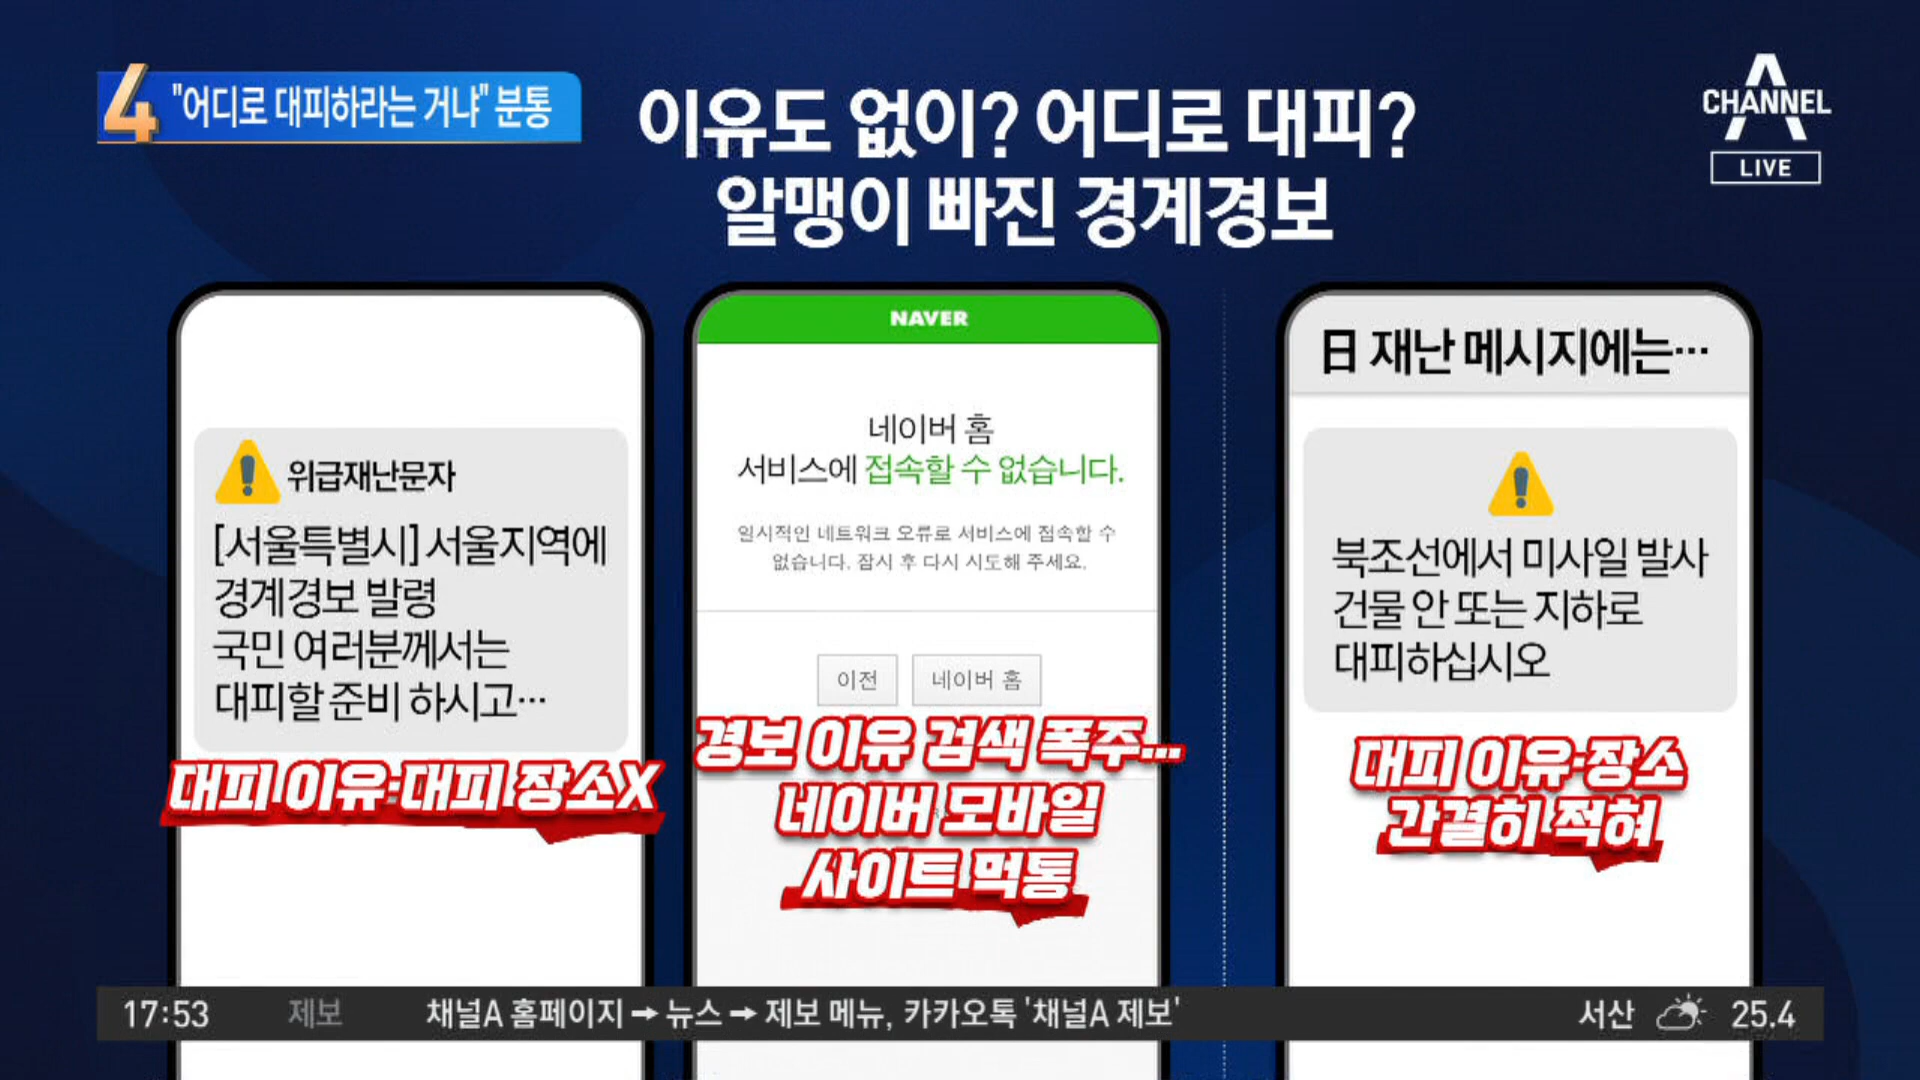 4 "어디로 대피하라는 거냐" 분통
이유도 없이? 어디로 대피?
알맹이 빠진 경계경보
CHANNEL A
LIVE
위급재난문자
[서울특별시] 서울지역에
경계경보 발령
국민 여러분께서는
대피할 준비 하시고…
대피 이유·대피 장소X
NAVER
네이버 홈
서비스에 접속할 수 없습니다.
일시적인 네트워크 오류로 서비스에 접속할 수
없습니다. 잠시 후 다시 시도해 주세요.
이전
네이버 홈
경보 이유 검색 폭주...
네이버 모바일
사이트 먹통
日 재난 메시지에는…
북조선에서 미사일 발사
건물 안 또는 지하로
대피하십시오
대피 이유·장소
간결히 적혀
17:53 제보 채널A 홈페이지 → 뉴스 → 제보 메뉴, 카카오톡 '채널A 제보' 서산 25.4